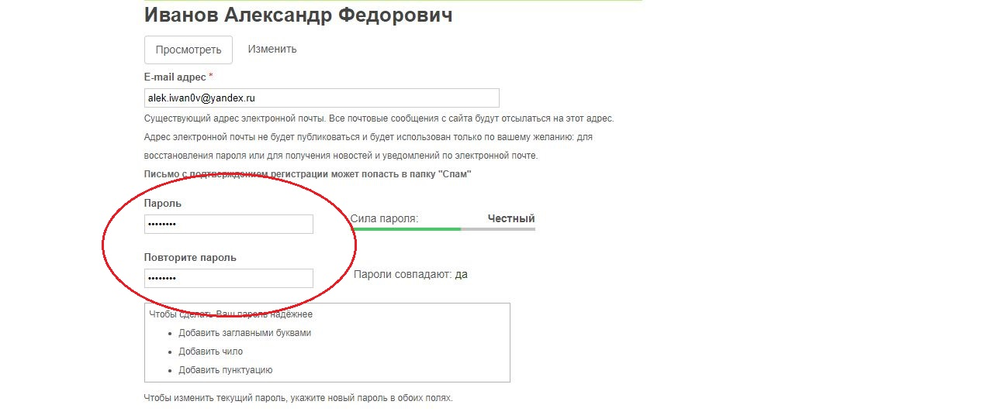 Иванов Александр Федорович
Просмотреть Изменить
E-mail адрес *
alek.iwan0v@yandex.ru
Существующий адрес электронной почты. Все почтовые сообщения с сайта будут отсылаться на этот адрес.
Адрес электронной почты не будет публиковаться и будет использован только по вашему желанию: для
восстановления пароля или для получения новостей и уведомлений по электронной почте.
Письмо с подтверждением регистрации может попасть в папку "Спам"
Пароль
••••••••
Сила пароля: Честный
Повторите пароль
••••••••
Пароли совпадают: да
Чтобы сделать Ваш пароль надежнее
• Добавить заглавными буквами
• Добавить чило
• Добавить пунктуацию
Чтобы изменить текущий пароль, укажите новый пароль в обоих полях.